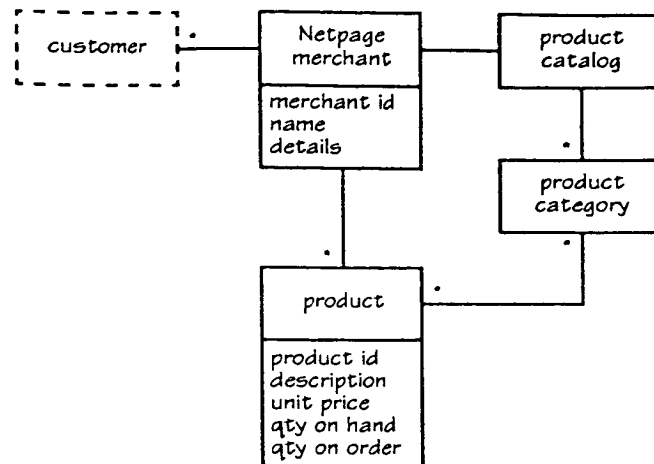 customer
Netpage
merchant
merchant id
name
details
product
catalog
product
category
product
product id
description
unit price
qty on hand
qty on order